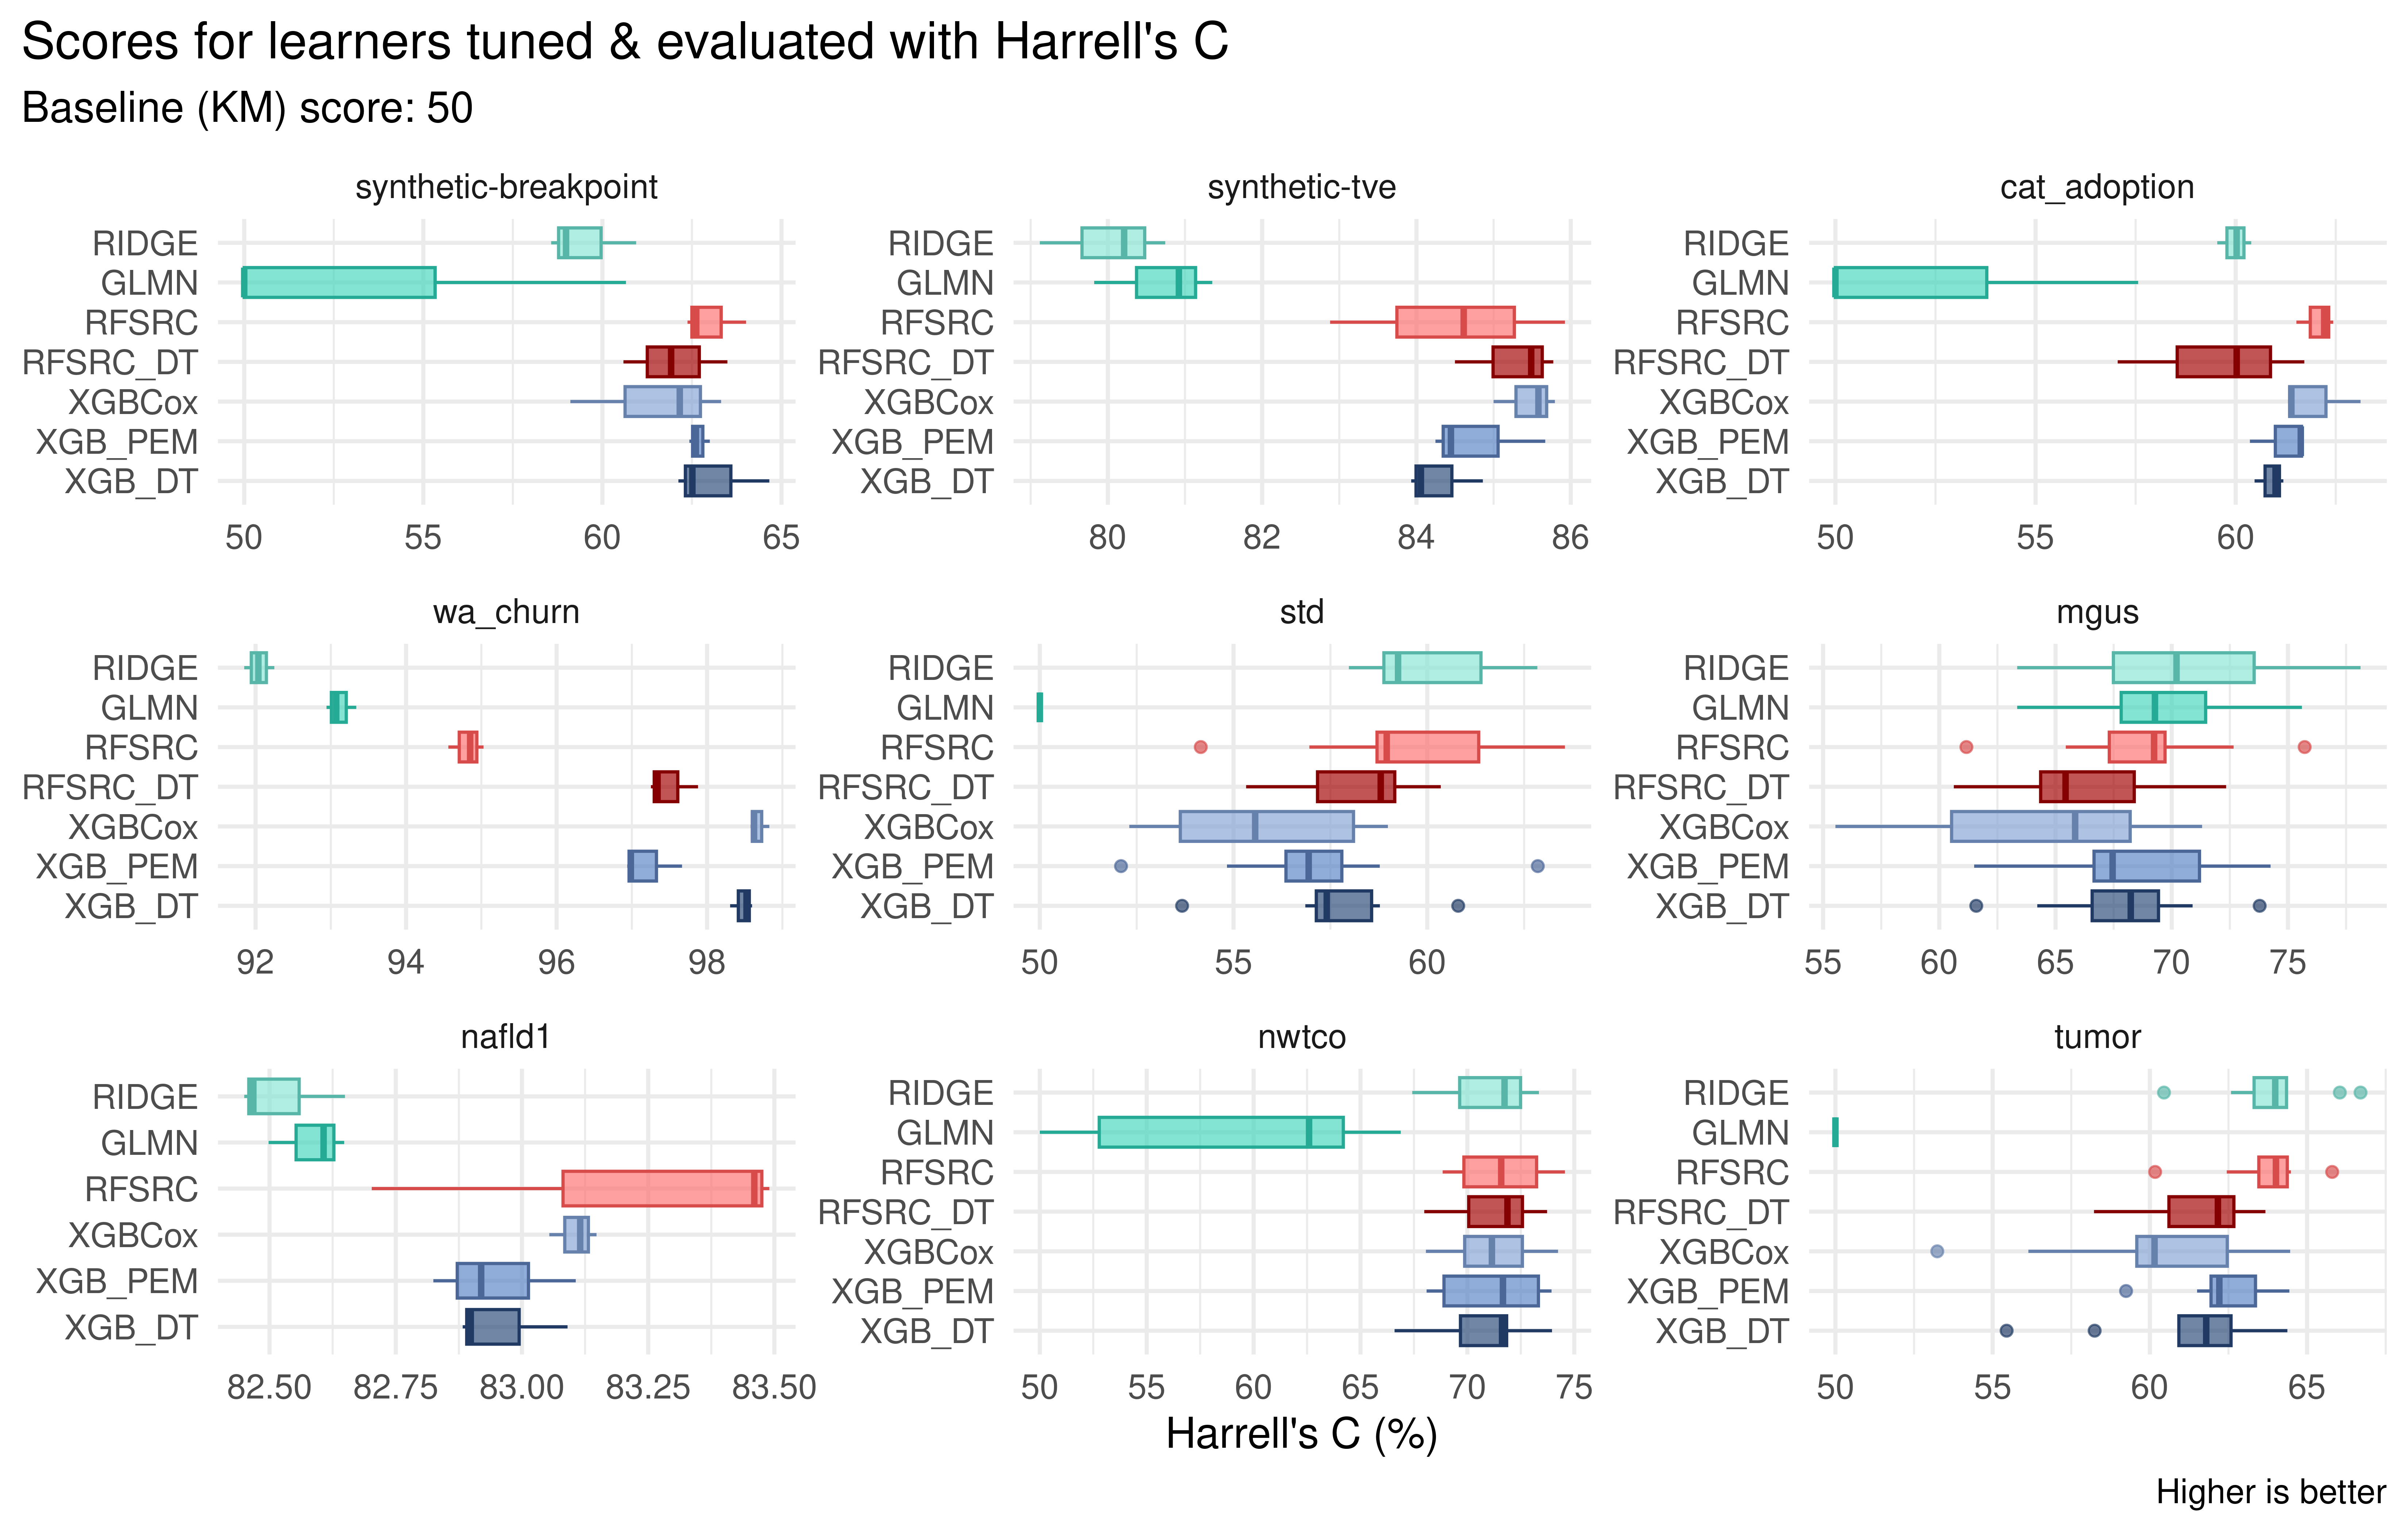 Scores for learners tuned & evaluated with Harrell's C
Baseline (KM) score: 50
synthetic-breakpoint
RIDGE
GLMN
RFSRC
RFSRC_DT
XGBCox
XGB_PEM
XGB_DT
50 55 60 65
synthetic-tve
RIDGE
GLMN
RFSRC
RFSRC_DT
XGBCox
XGB_PEM
XGB_DT
80 82 84 86
cat_adoption
RIDGE
GLMN
RFSRC
RFSRC_DT
XGBCox
XGB_PEM
XGB_DT
50 55 60
wa_churn
RIDGE
GLMN
RFSRC
RFSRC_DT
XGBCox
XGB_PEM
XGB_DT
92 94 96 98
std
RIDGE
GLMN
RFSRC
RFSRC_DT
XGBCox
XGB_PEM
XGB_DT
50 55 60
mgus
RIDGE
GLMN
RFSRC
RFSRC_DT
XGBCox
XGB_PEM
XGB_DT
55 60 65 70 75
nafld1
RIDGE
GLMN
RFSRC
XGBCox
XGB_PEM
XGB_DT
82.50 82.75 83.00 83.25 83.50
nwtco
RIDGE
GLMN
RFSRC
RFSRC_DT
XGBCox
XGB_PEM
XGB_DT
50 55 60 65 70 75
tumor
RIDGE
GLMN
RFSRC
RFSRC_DT
XGBCox
XGB_PEM
XGB_DT
50 55 60 65
Harrell's C (%)
Higher is better